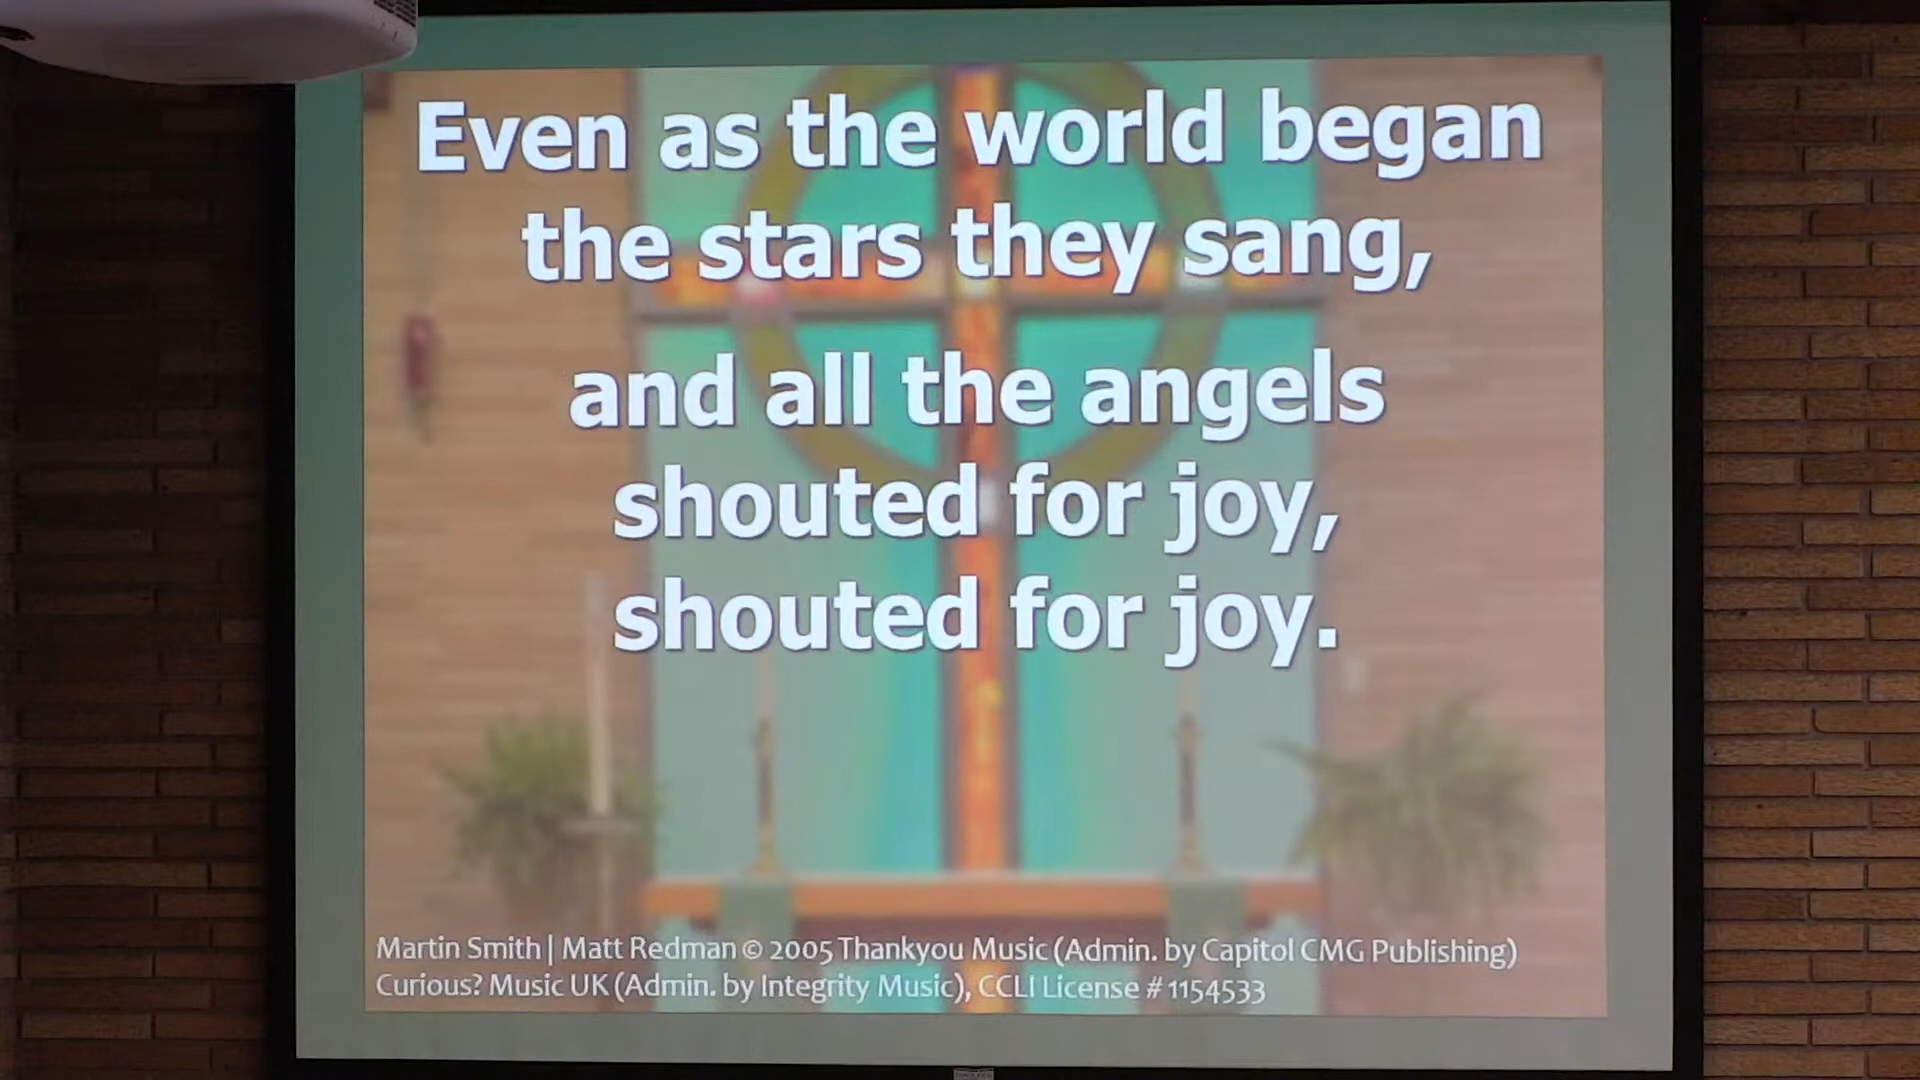 Even as the world began
the stars they sang,
and all the angels
shouted for joy,
shouted for joy.
Martin Smith | Matt Redman © 2005 Thankyou Music (Admin. by Capitol CMG Publishing)
Curious? Music UK (Admin. by Integrity Music), CCLI License # 1154533